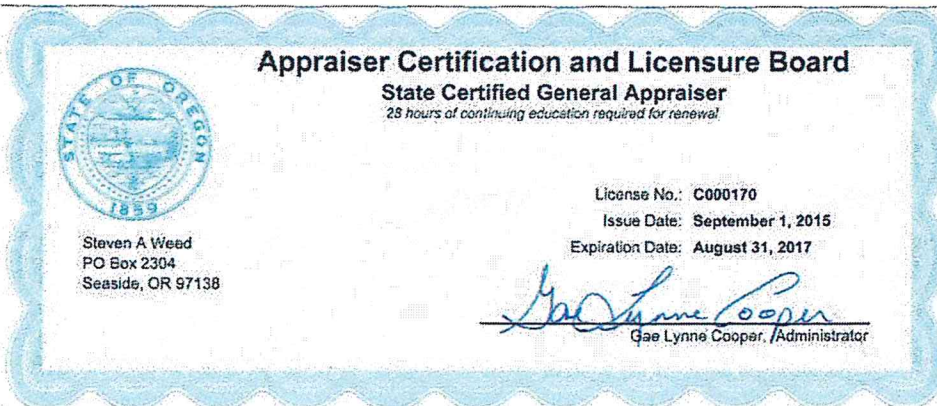 Appraiser Certification and Licensure Board
State Certified General Appraiser
28 hours of continuing education required for renewal
STATE OF OREGON
1859
License No.: C000170
Issue Date: September 1, 2015
Expiration Date: August 31, 2017
Steven A Weed
PO Box 2304
Seaside, OR 97138
Gae Lynne Cooper
Gae Lynne Cooper, Administrator